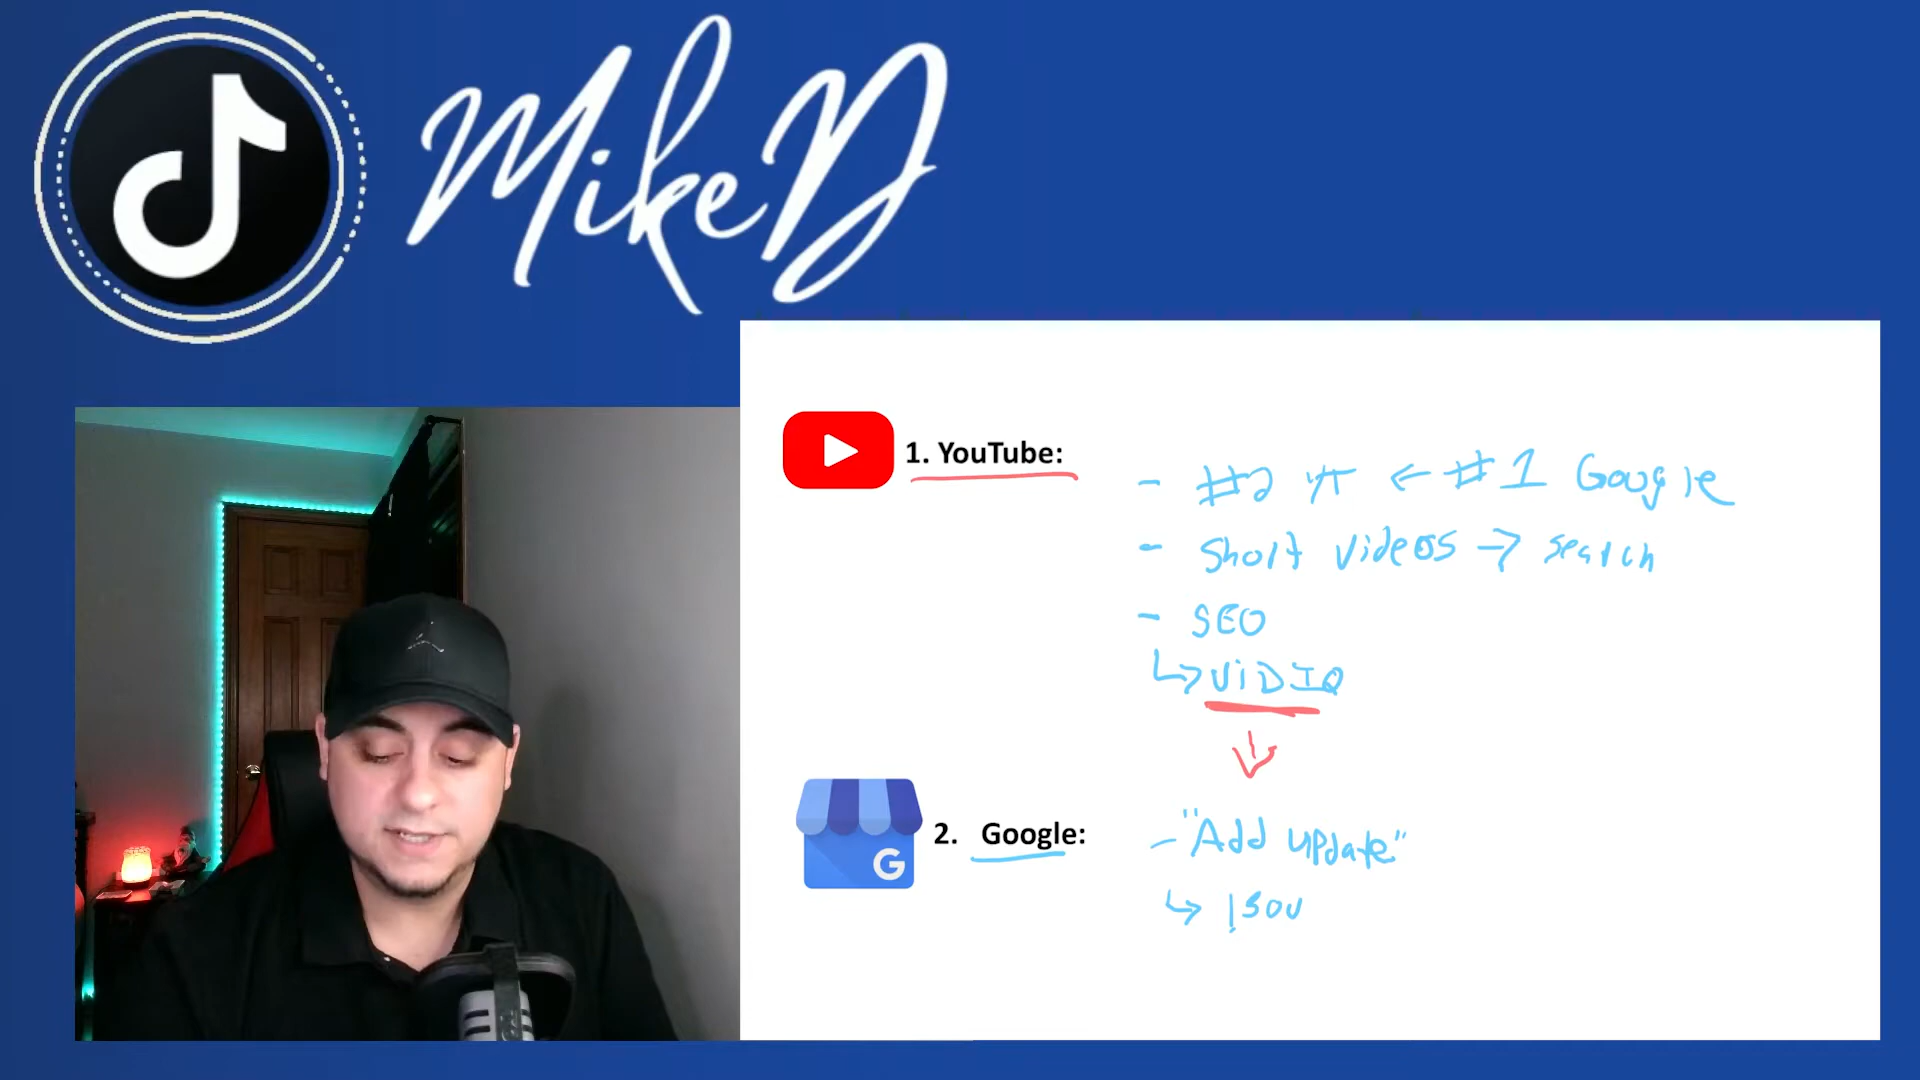 MikeD
1. YouTube:
- #2 YT ← #1 Google
- Short videos → search
- SEO
↳ ViDIQ
2. Google:
G
- "Add update"
↳ 1500